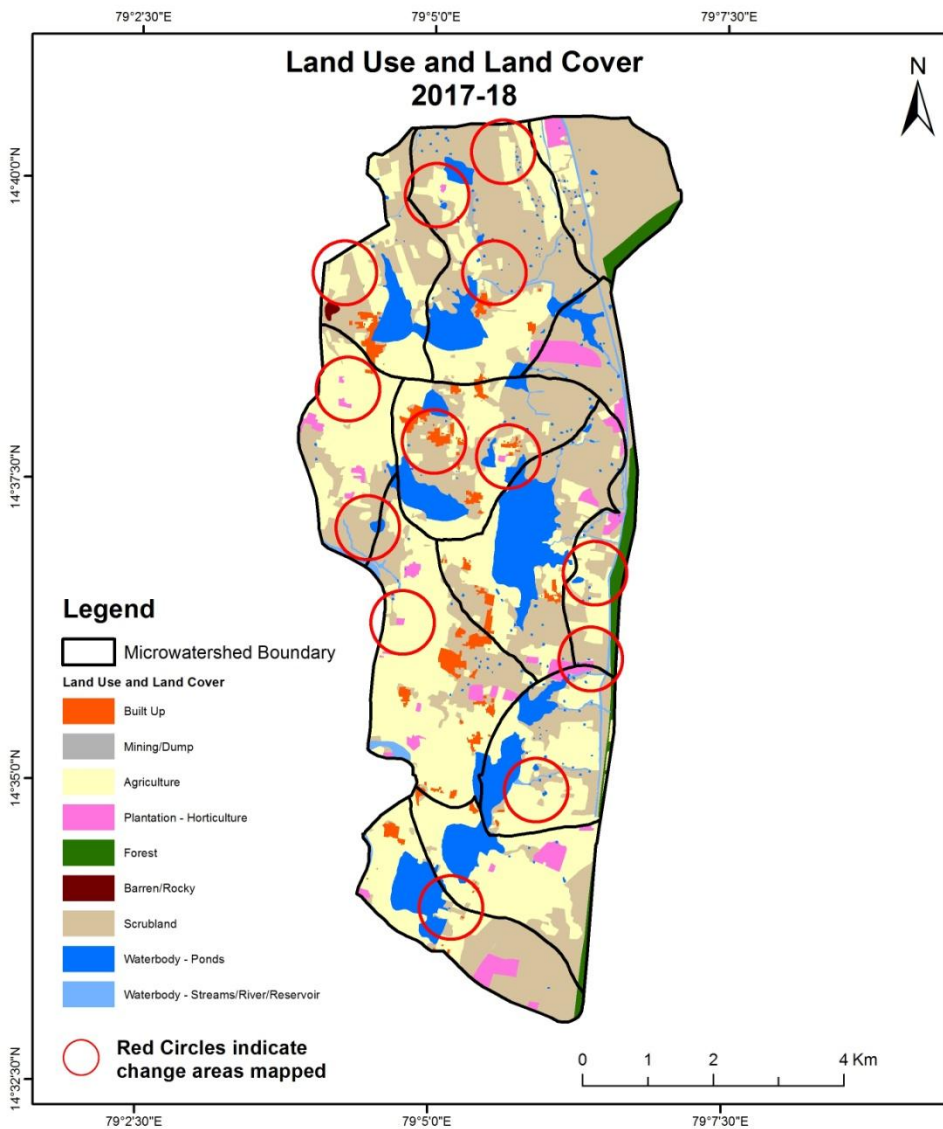 79°2'30"E 79°5'0"E 79°7'30"E
Land Use and Land Cover
2017-18
N
14°40'0"N
14°37'30"N
14°35'0"N
14°32'30"N
Legend
Microwatershed Boundary
Land Use and Land Cover
Built Up
Mining/Dump
Agriculture
Plantation - Horticulture
Forest
Barren/Rocky
Scrubland
Waterbody - Ponds
Waterbody - Streams/River/Reservoir
Red Circles indicate
change areas mapped
0 1 2 4 Km
79°2'30"E 79°5'0"E 79°7'30"E